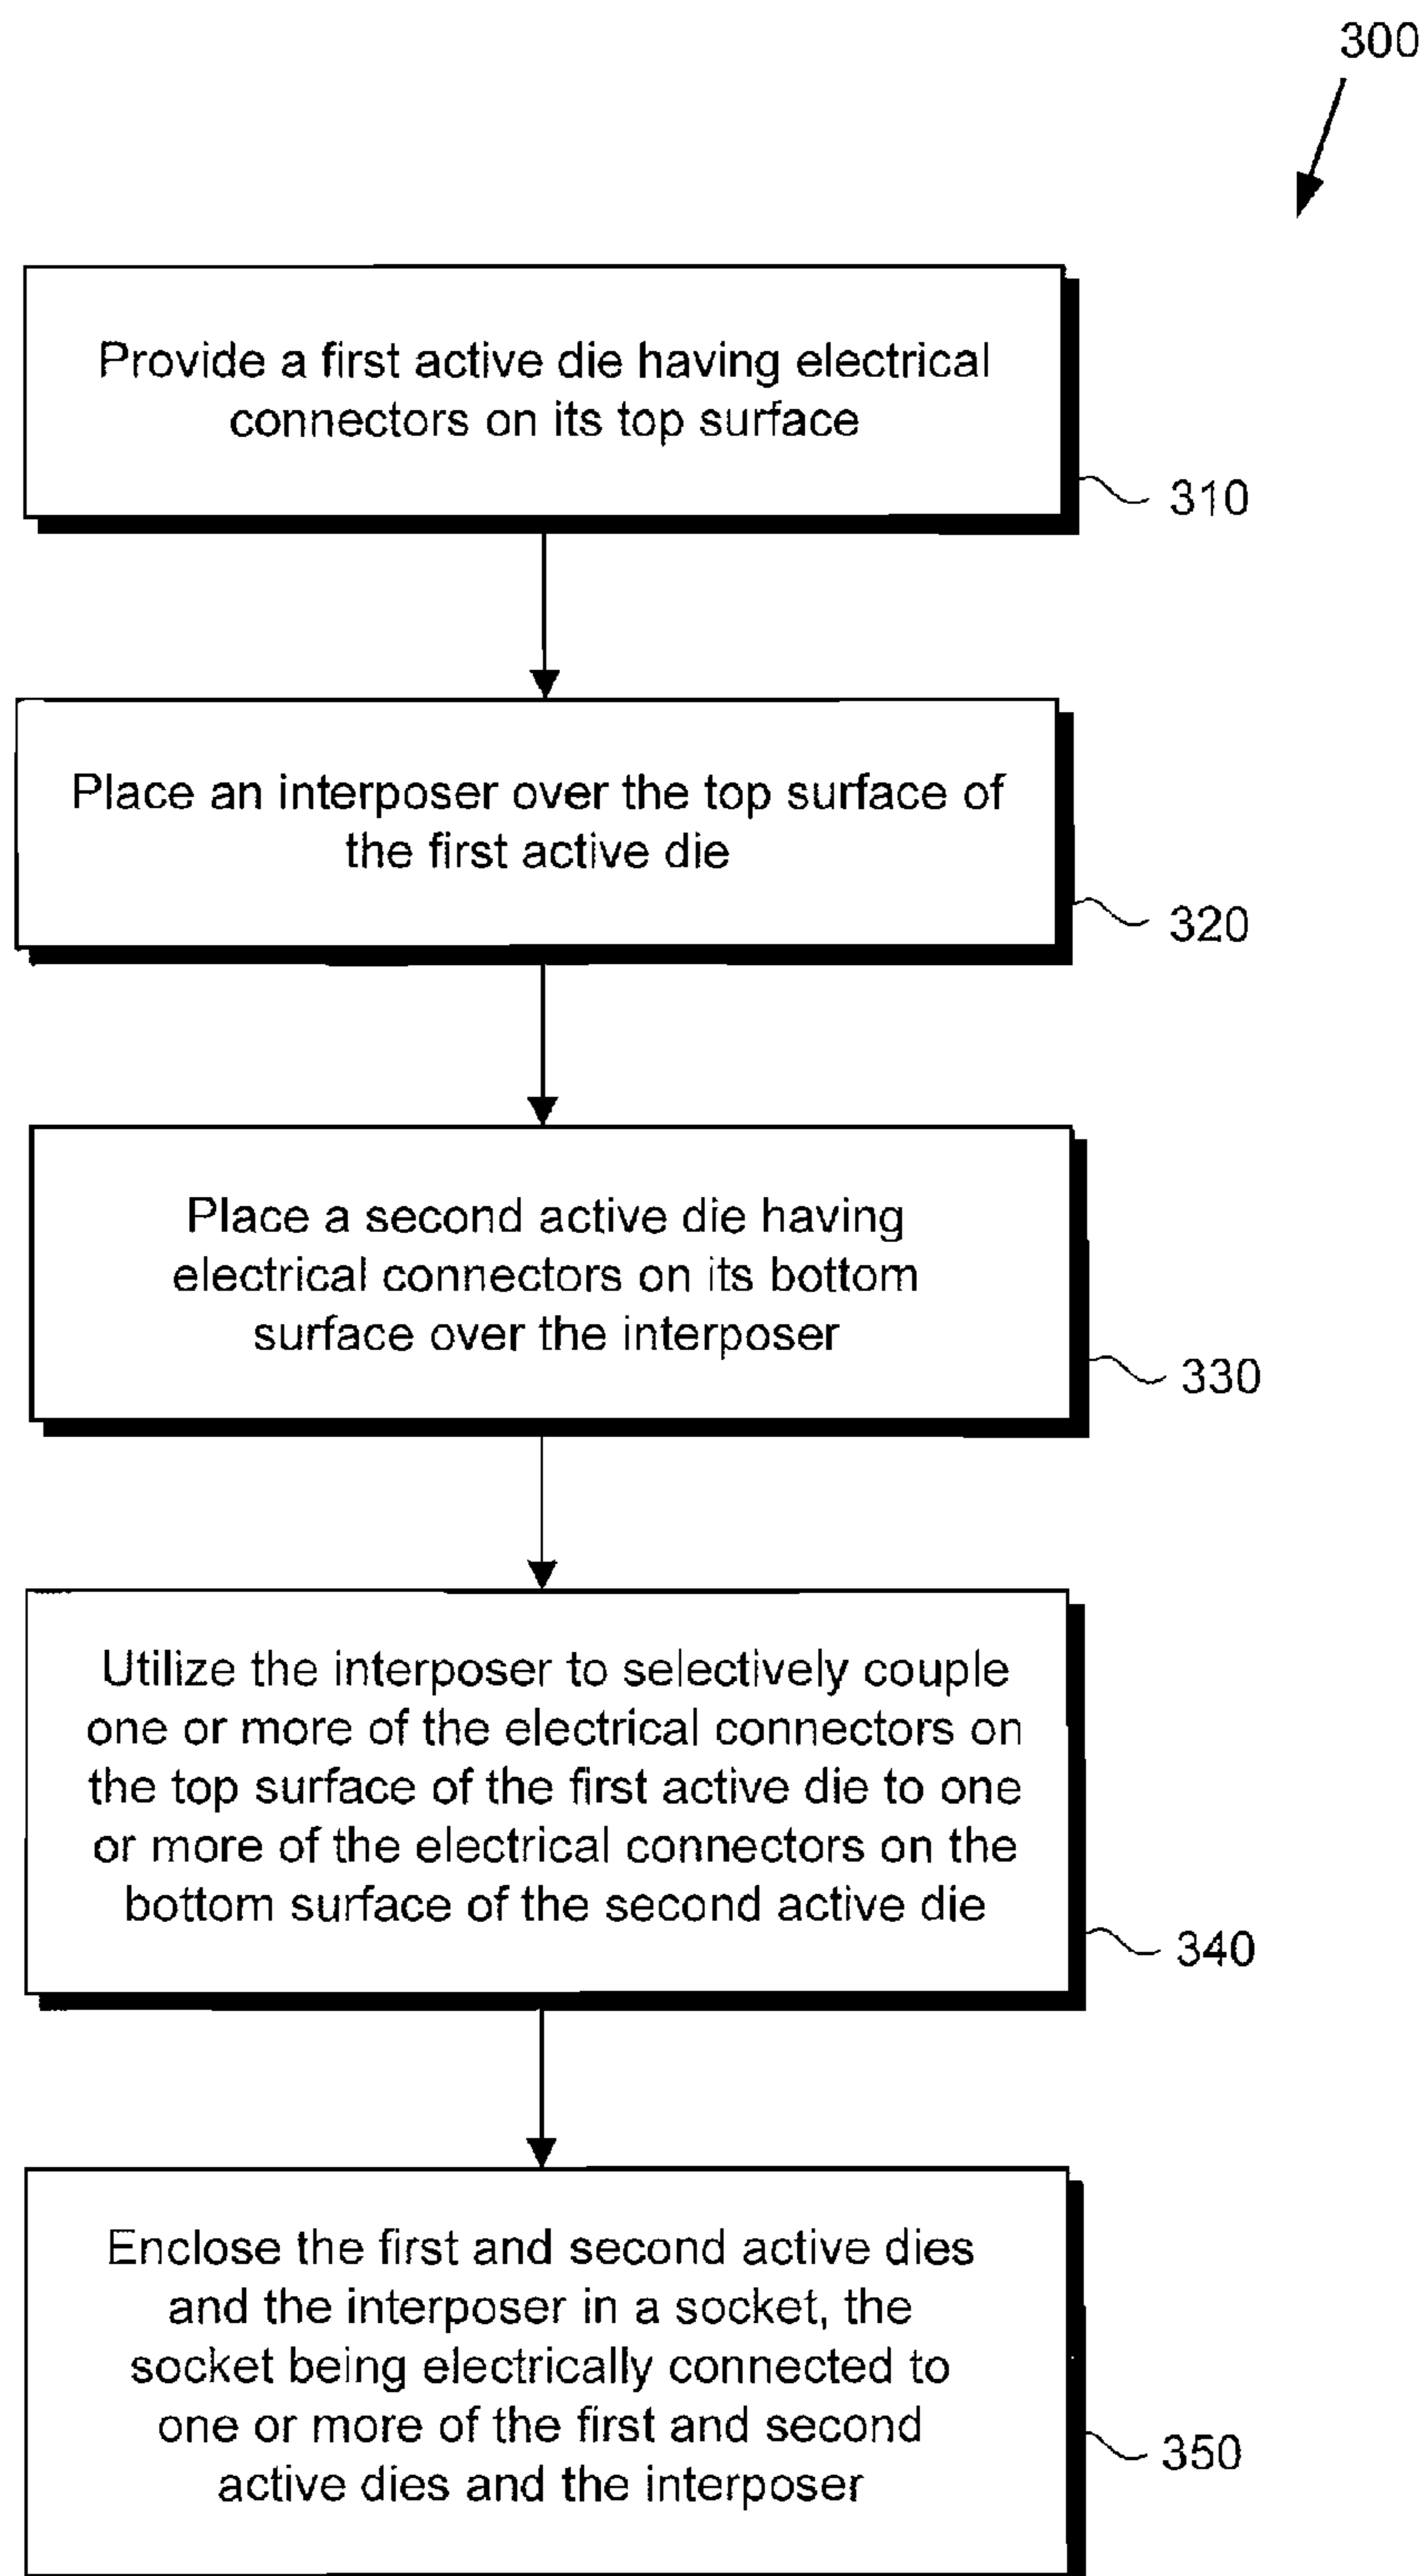 300
Provide a first active die having electrical
connectors on its top surface
310
Place an interposer over the top surface of
the first active die
320
Place a second active die having
electrical connectors on its bottom
surface over the interposer
330
Utilize the interposer to selectively couple
one or more of the electrical connectors on
the top surface of the first active die to one
or more of the electrical connectors on the
bottom surface of the second active die
340
Enclose the first and second active dies
and the interposer in a socket, the
socket being electrically connected to
one or more of the first and second
active dies and the interposer
350